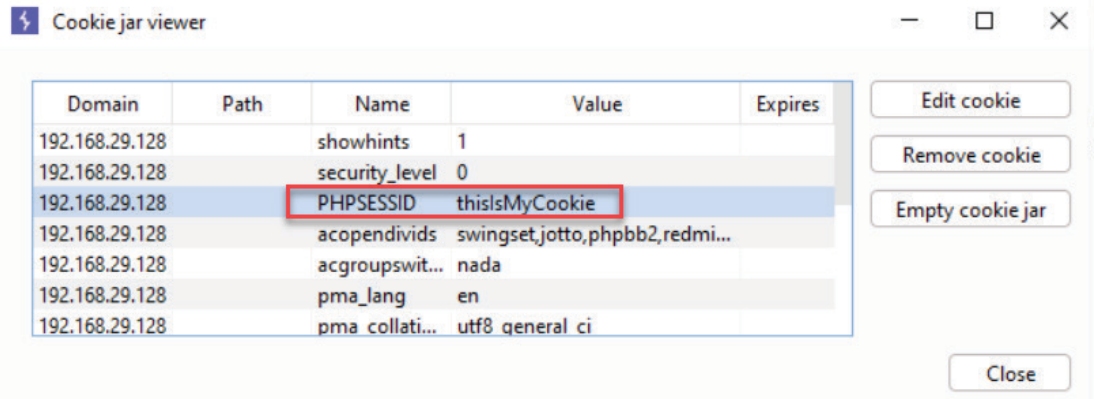 Cookie jar viewer
Domain Path Name Value Expires
192.168.29.128 showhints 1
192.168.29.128 security_level 0
192.168.29.128 PHPSESSID thisIsMyCookie
192.168.29.128 acopendivids swingset,jotto,phpbb2,redmi...
192.168.29.128 acgroupswit... nada
192.168.29.128 pma_lang en
192.168.29.128 pma_collati... utf8_general_ci
Edit cookie
Remove cookie
Empty cookie jar
Close